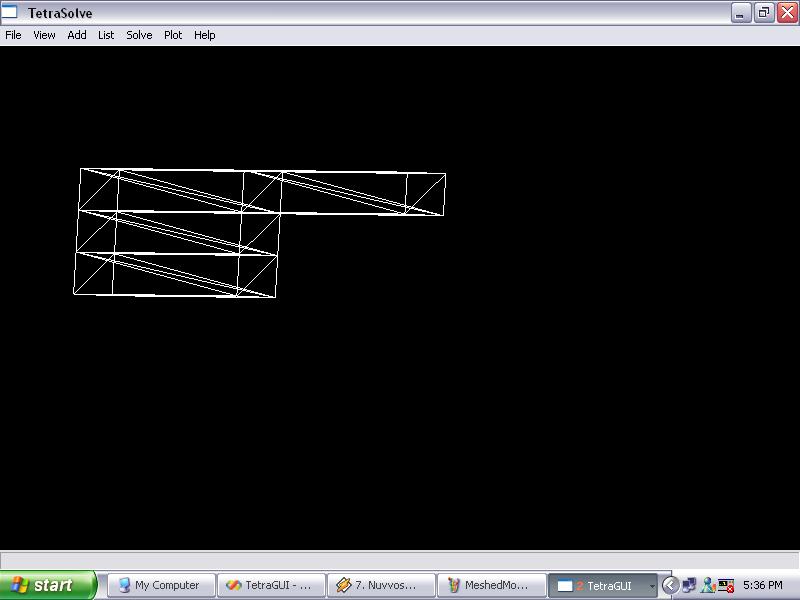 TetraSolve
File View Add List Solve Plot Help
start My Computer TetraGUI - ... 7. Nuvvos... MeshedMo... 2 TetraGUI 5:36 PM